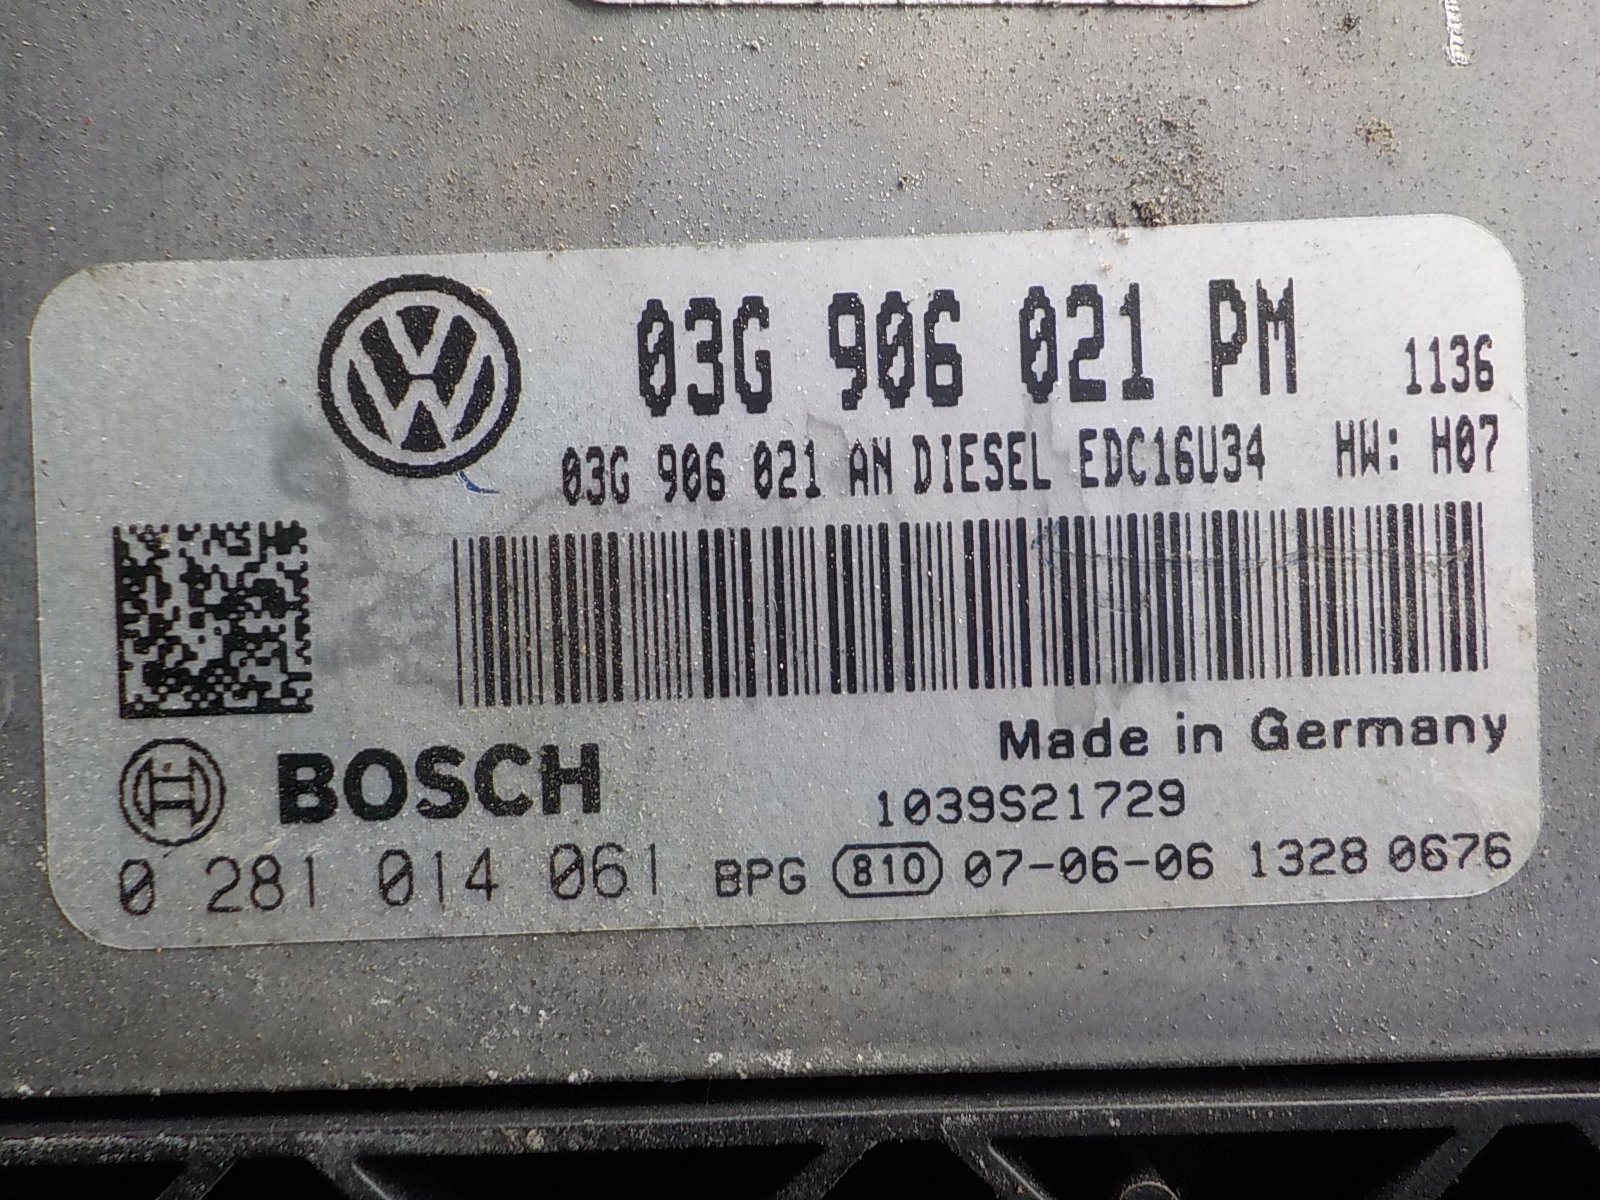 03G 906 021 PM 1136
03G 906 021 AN DIESEL EDC16U34 HW: H07
Made in Germany
BOSCH 1039S21729
0 281 014 061 BPG 810 07-06-06 1328 0676